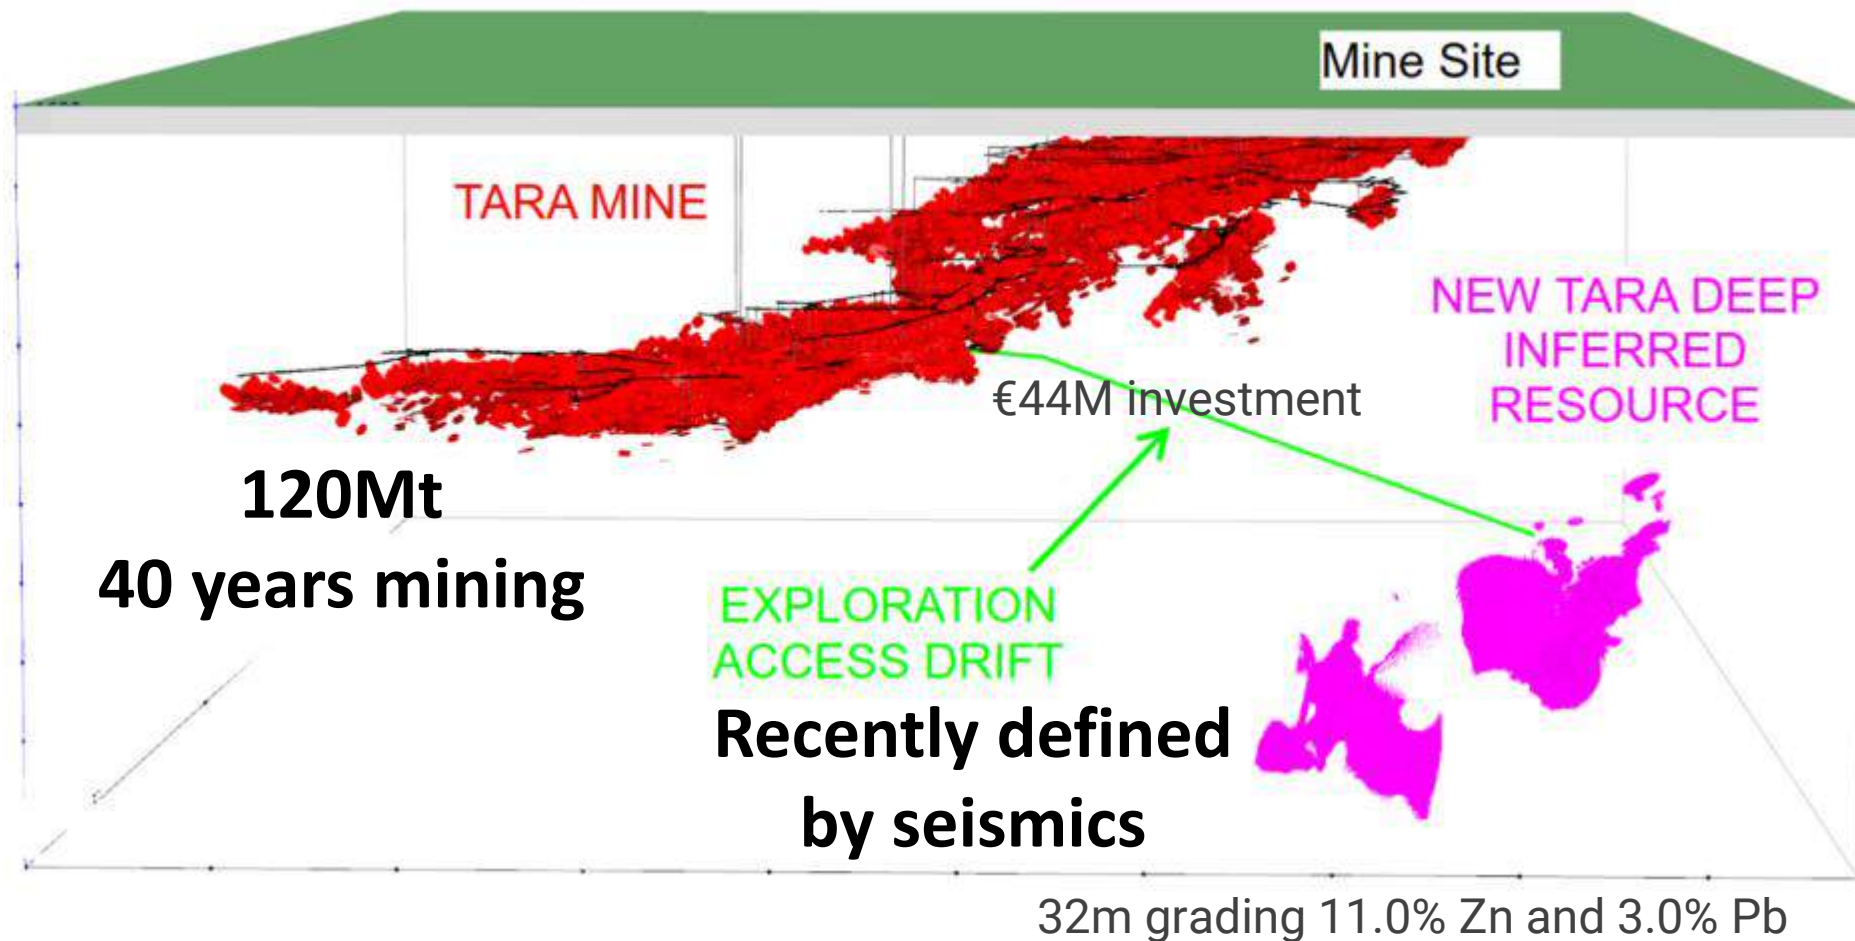 Mine Site
TARA MINE
NEW TARA DEEP
INFERRED
RESOURCE
€44M investment
120Mt
40 years mining
EXPLORATION
ACCESS DRIFT
Recently defined
by seismics
32m grading 11.0% Zn and 3.0% Pb